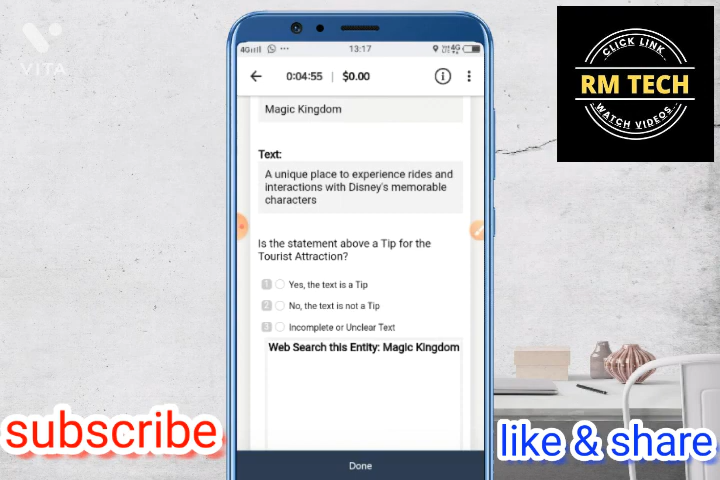 VITA
4G
13:17
4G
0:04:55 | $0.00
Magic Kingdom
Text:
A unique place to experience rides and
interactions with Disney's memorable
characters
Is the statement above a Tip for the
Tourist Attraction?
1 Yes, the text is a Tip
2 No, the text is not a Tip
3 Incomplete or Unclear Text
Web Search this Entity: Magic Kingdom
Done
CLICK LINK
RM TECH
WATCH VIDEOS
subscribe
like & share